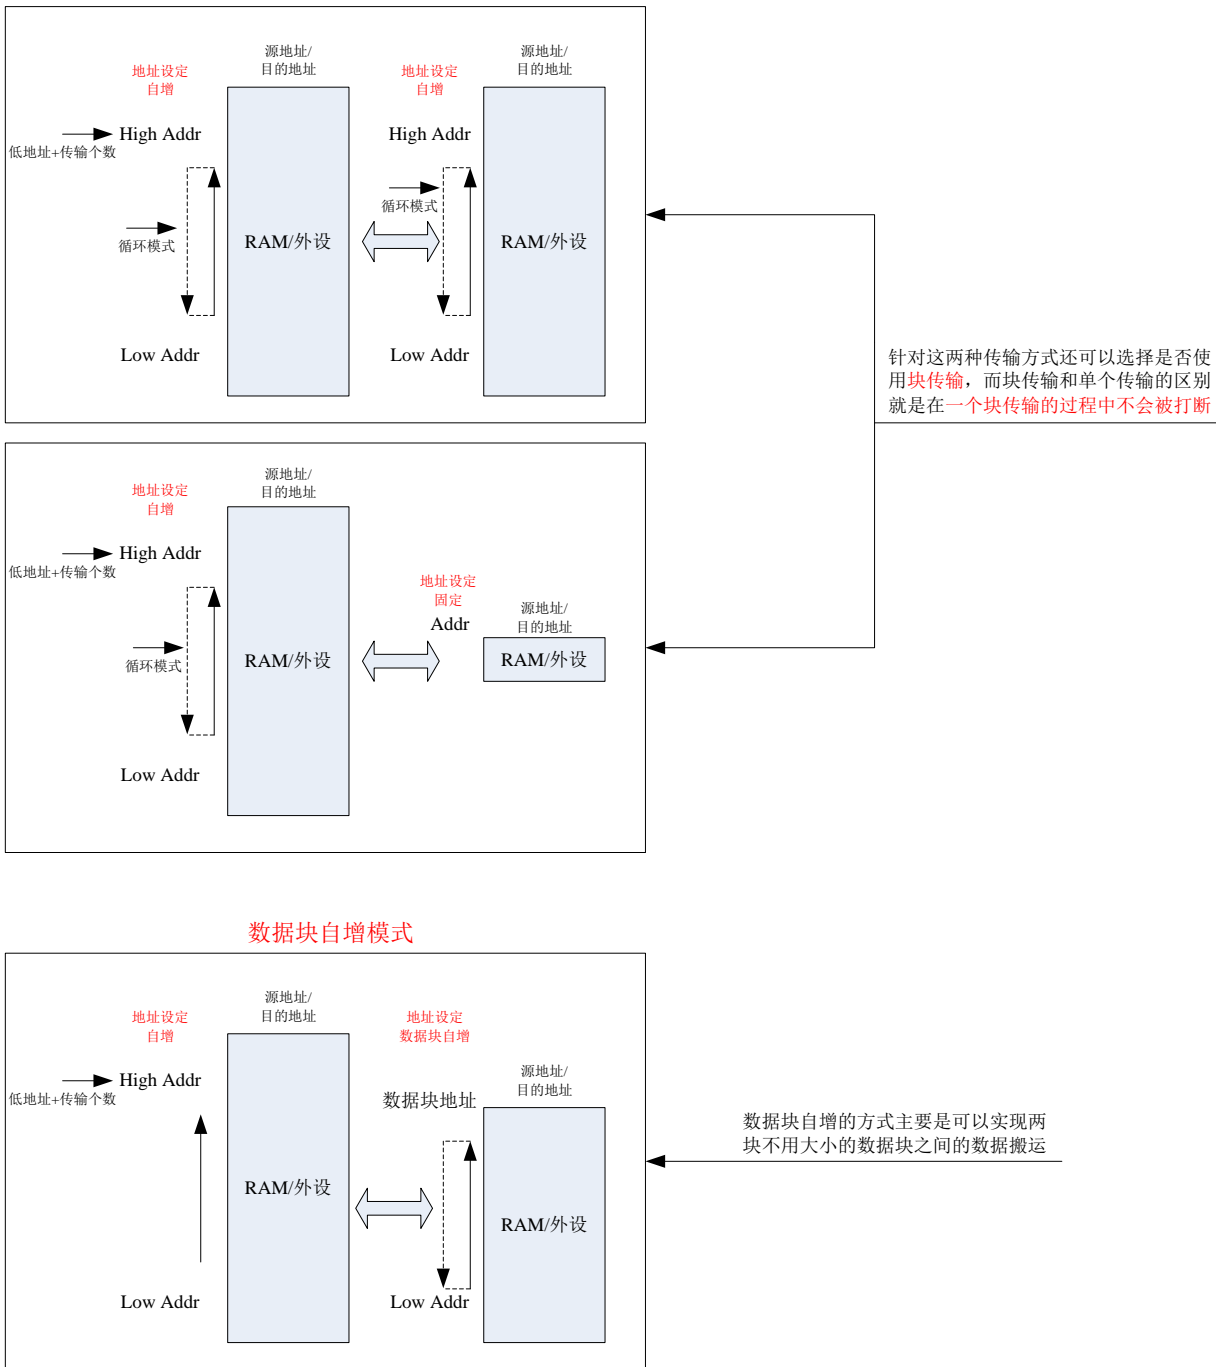 源地址/
目的地址
源地址/
目的地址
地址设定
自增
地址设定
自增
High Addr
High Addr
低地址+传输个数
循环模式
循环模式
RAM/外设
RAM/外设
Low Addr
Low Addr
针对这两种传输方式还可以选择是否使
用块传输，而块传输和单个传输的区别
就是在一个块传输的过程中不会被打断
源地址/
目的地址
地址设定
自增
High Addr
低地址+传输个数
地址设定
固定
Addr
源地址/
目的地址
循环模式
RAM/外设
RAM/外设
Low Addr
数据块自增模式
源地址/
目的地址
地址设定
自增
地址设定
数据块自增
High Addr
低地址+传输个数
数据块地址
源地址/
目的地址
数据块自增的方式主要是可以实现两
块不用大小的数据块之间的数据搬运
RAM/外设
RAM/外设
Low Addr
Low Addr